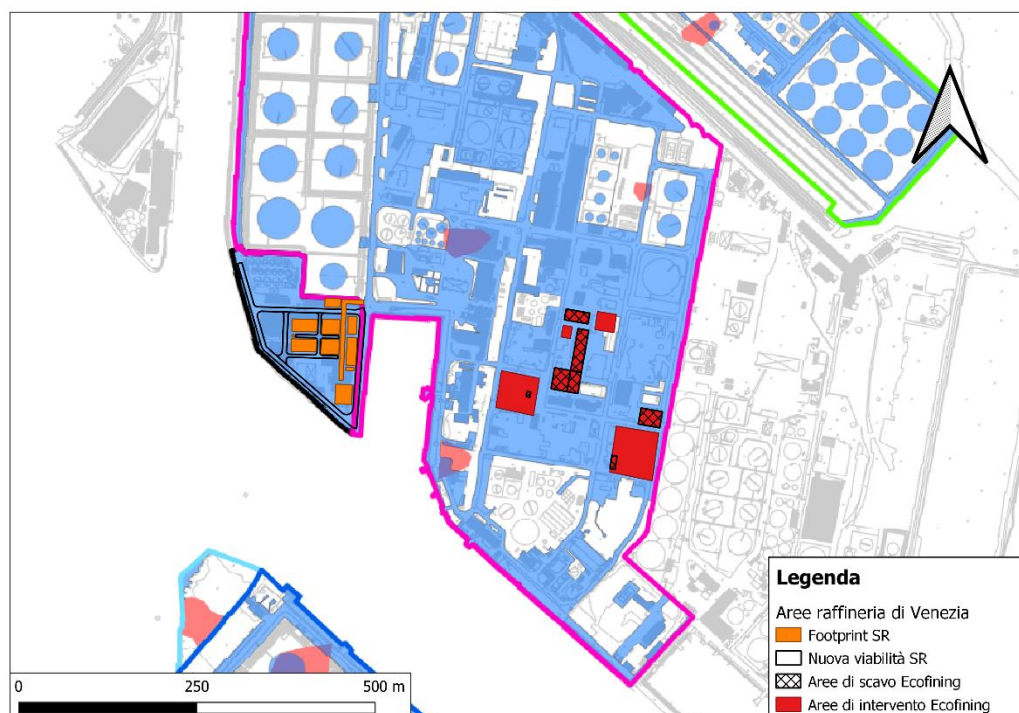 Legenda
Aree raffineria di Venezia
Footprint SR
Nuova viabilità SR
Aree di scavo Ecofining
Aree di intervento Ecofining
0 250 500 m